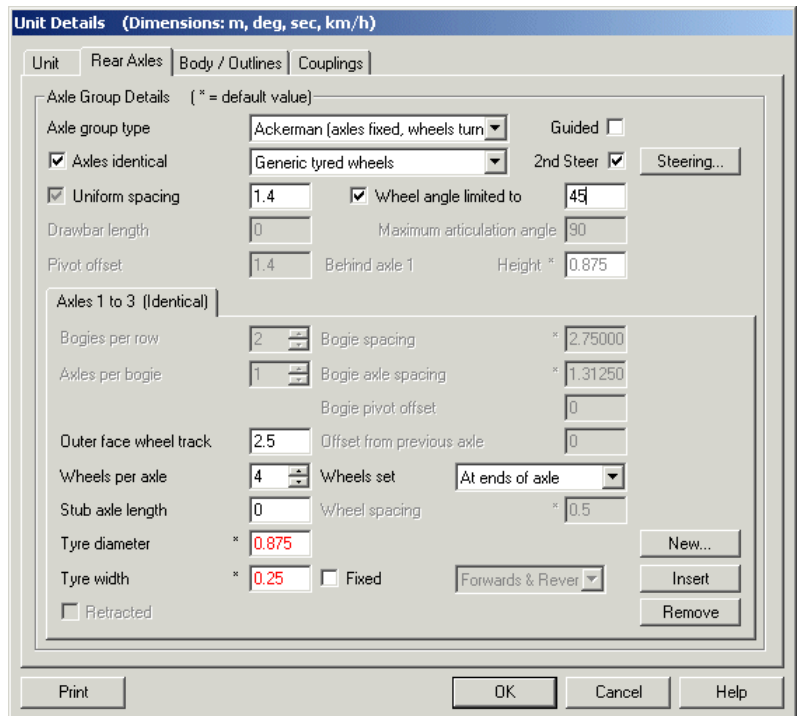 Unit Details (Dimensions: m, deg, sec, km/h)
Unit Rear Axles Body / Outlines Couplings
Axle Group Details ( * = default value)
Axle group type Ackerman (axles fixed, wheels turn Guided
Axles identical Generic tyred wheels 2nd Steer Steering...
Uniform spacing 1.4 Wheel angle limited to 45
Drawbar length 0 Maximum articulation angle 90
Pivot offset 1.4 Behind axle 1 Height * 0.875
Axles 1 to 3 (Identical)
Bogies per row 2 Bogie spacing * 2.75000
Axles per bogie 1 Bogie axle spacing * 1.31250
Bogie pivot offset 0
Outer face wheel track 2.5 Offset from previous axle 0
Wheels per axle 4 Wheels set At ends of axle
Stub axle length 0 Wheel spacing * 0.5
Tyre diameter * 0.875 New...
Tyre width * 0.25 Fixed Forwards & Rever Insert
Retracted Remove
Print OK Cancel Help